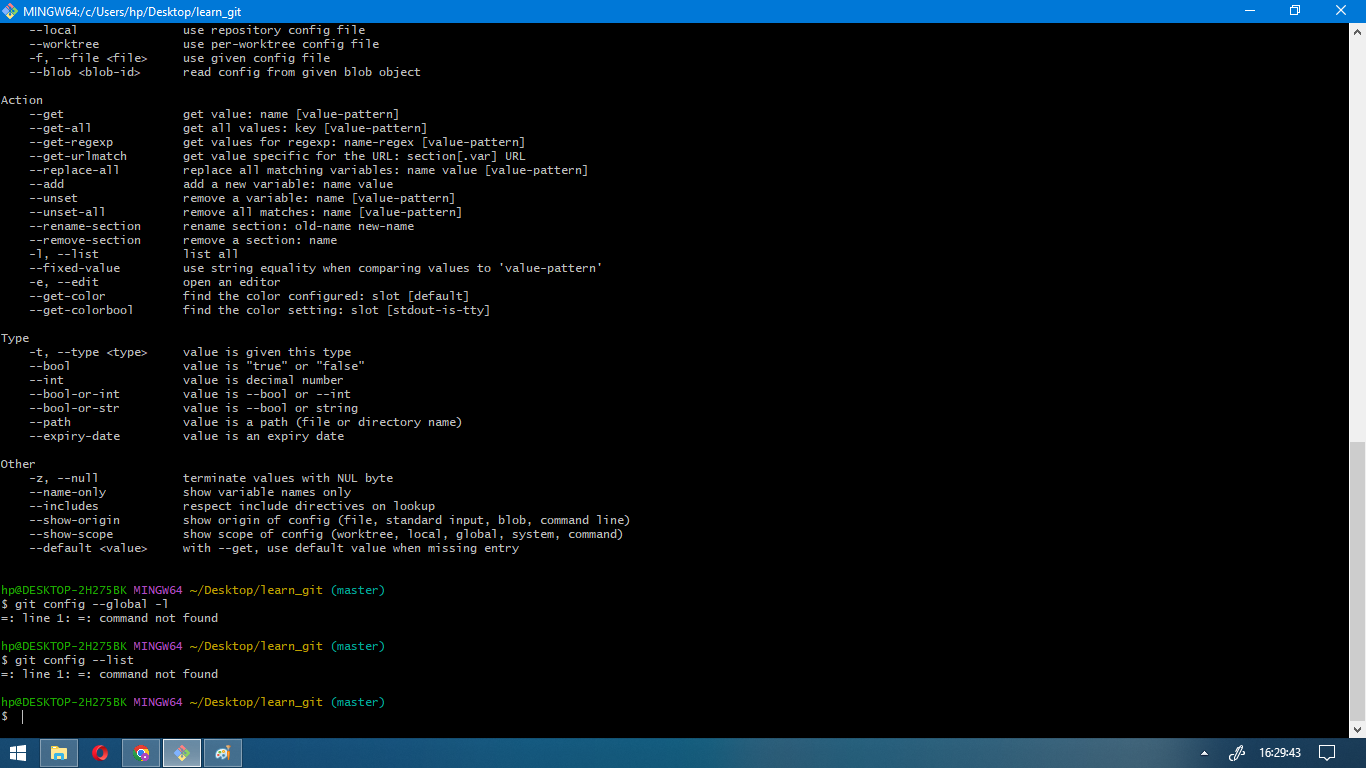 MINGW64:/c/Users/hp/Desktop/learn_git
--local use repository config file
--worktree use per-worktree config file
-f, --file <file> use given config file
--blob <blob-id> read config from given blob object
Action
--get get value: name [value-pattern]
--get-all get all values: key [value-pattern]
--get-regexp get values for regexp: name-regex [value-pattern]
--get-urlmatch get value specific for the URL: section[.var] URL
--replace-all replace all matching variables: name value [value-pattern]
--add add a new variable: name value
--unset remove a variable: name [value-pattern]
--unset-all remove all matches: name [value-pattern]
--rename-section rename section: old-name new-name
--remove-section remove a section: name
-l, --list list all
--fixed-value use string equality when comparing values to 'value-pattern'
-e, --edit open an editor
--get-color find the color configured: slot [default]
--get-colorbool find the color setting: slot [stdout-is-tty]
Type
-t, --type <type> value is given this type
--bool value is "true" or "false"
--int value is decimal number
--bool-or-int value is --bool or --int
--bool-or-str value is --bool or string
--path value is a path (file or directory name)
--expiry-date value is an expiry date
Other
-z, --null terminate values with NUL byte
--name-only show variable names only
--includes respect include directives on lookup
--show-origin show origin of config (file, standard input, blob, command line)
--show-scope show scope of config (worktree, local, global, system, command)
--default <value> with --get, use default value when missing entry
hp@DESKTOP-2H275BK MINGW64 ~/Desktop/learn_git (master)
$ git config --global -l
=: line 1: =: command not found
hp@DESKTOP-2H275BK MINGW64 ~/Desktop/learn_git (master)
$ git config --list
=: line 1: =: command not found
hp@DESKTOP-2H275BK MINGW64 ~/Desktop/learn_git (master)
$
16:29:43